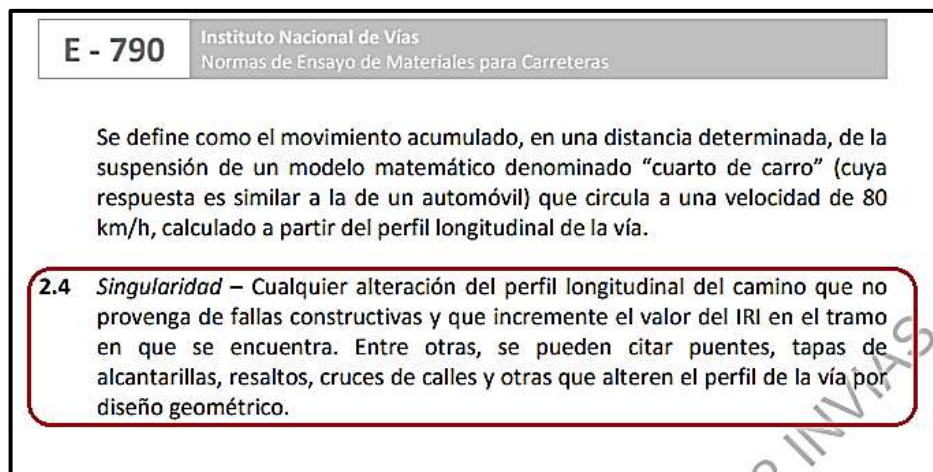 E - 790
Instituto Nacional de Vías
Normas de Ensayo de Materiales para Carreteras
Se define como el movimiento acumulado, en una distancia determinada, de la
suspensión de un modelo matemático denominado “cuarto de carro” (cuya
respuesta es similar a la de un automóvil) que circula a una velocidad de 80
km/h, calculado a partir del perfil longitudinal de la vía.
2.4 Singularidad – Cualquier alteración del perfil longitudinal del camino que no
provenga de fallas constructivas y que incremente el valor del IRI en el tramo
en que se encuentra. Entre otras, se pueden citar puentes, tapas de
alcantarillas, resaltos, cruces de calles y otras que alteren el perfil de la vía por
diseño geométrico.
INVIAS